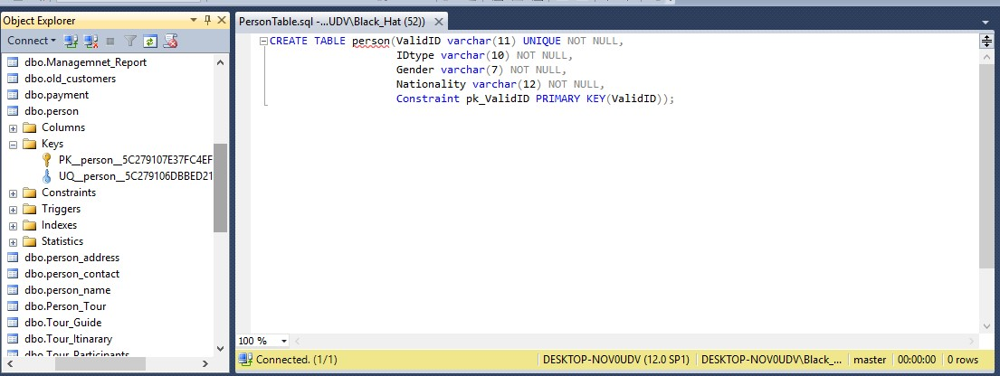 Object Explorer
Connect
dbo.Managemnet_Report
dbo.old_customers
dbo.payment
dbo.person
Columns
Keys
PK__person__5C279107E37FC4EF
UQ__person__5C279106DBBED21
Constraints
Triggers
Indexes
Statistics
dbo.person_address
dbo.person_contact
dbo.person_name
dbo.Person_Tour
dbo.Tour_Guide
dbo.Tour_Itinarary
dbo.Tour_Participants
PersonTable.sql -...UDV\Black_Hat (52))
CREATE TABLE person(ValidID varchar(11) UNIQUE NOT NULL,
IDtype varchar(10) NOT NULL,
Gender varchar(7) NOT NULL,
Nationality varchar(12) NOT NULL,
Constraint pk_ValidID PRIMARY KEY(ValidID));
100 %
Connected. (1/1)
DESKTOP-NOV0UDV (12.0 SP1)
DESKTOP-NOV0UDV\Black_...
master
00:00:00
0 rows